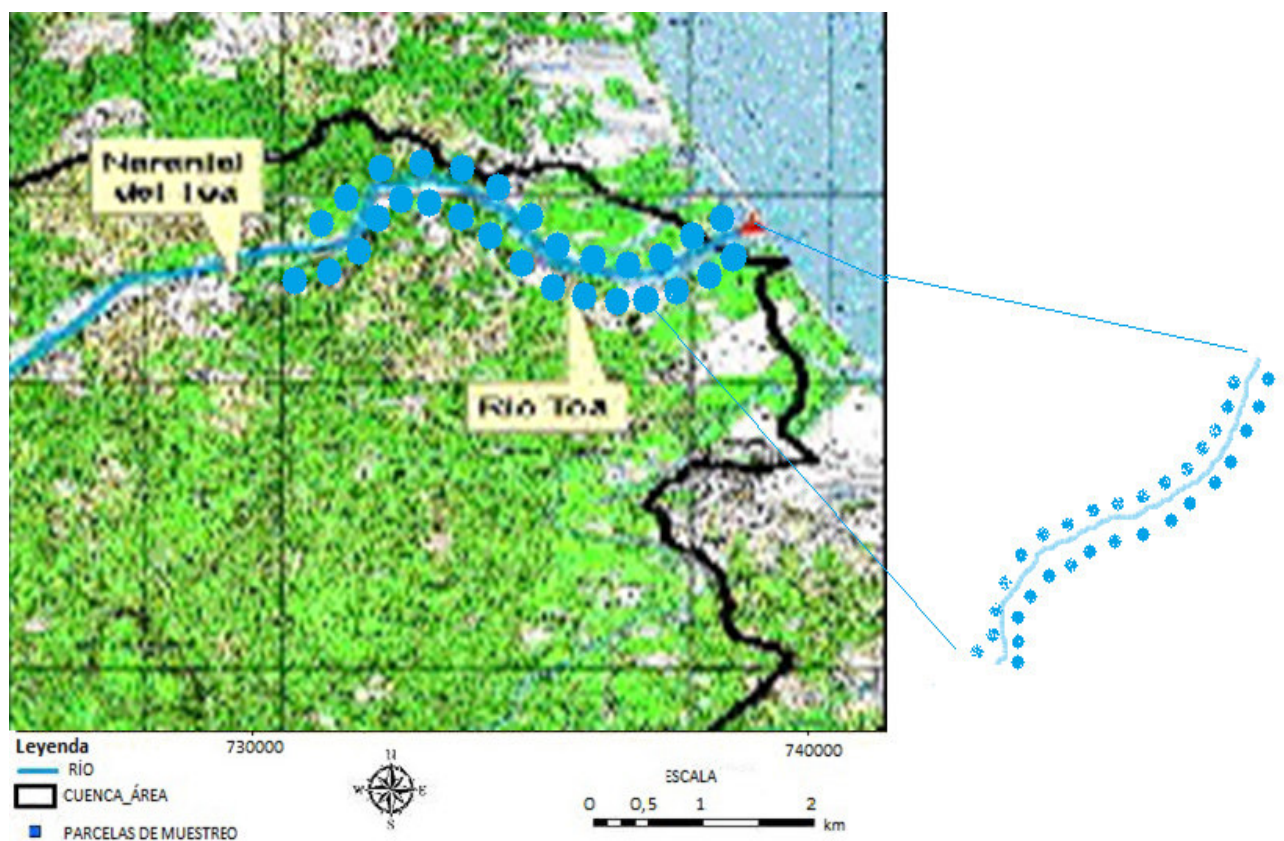 Naranjal
del Toa
Río Toa
Leyenda
RÍO
CUENCA_ÁREA
PARCELAS DE MUESTREO
730000
N
W E
S
740000
ESCALA
0 0,5 1 2
km